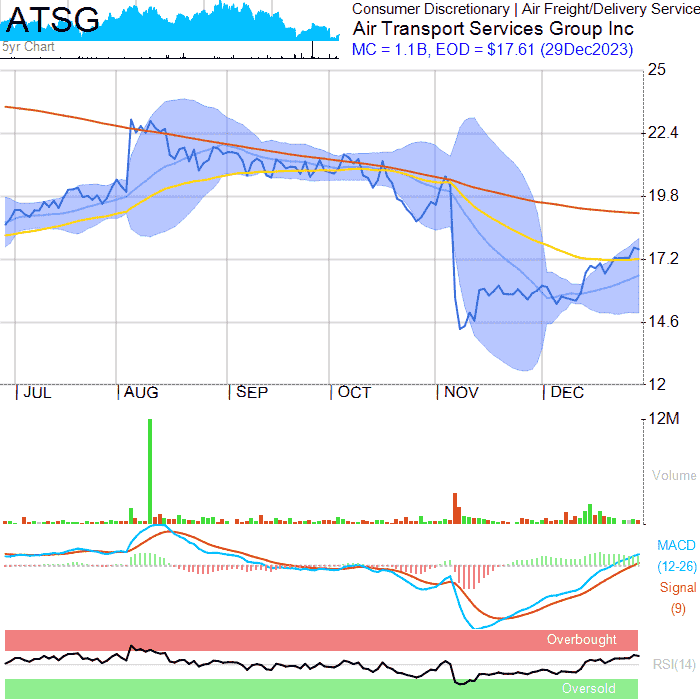 ATSG
5yr Chart
Consumer Discretionary | Air Freight/Delivery Service
Air Transport Services Group Inc
MC = 1.1B, EOD = $17.61 (29Dec2023)
25
22.4
19.8
17.2
14.6
12
JUL AUG SEP OCT NOV DEC
12M
Volume
MACD
(12-26)
Signal
(9)
Overbought
RSI(14)
Oversold